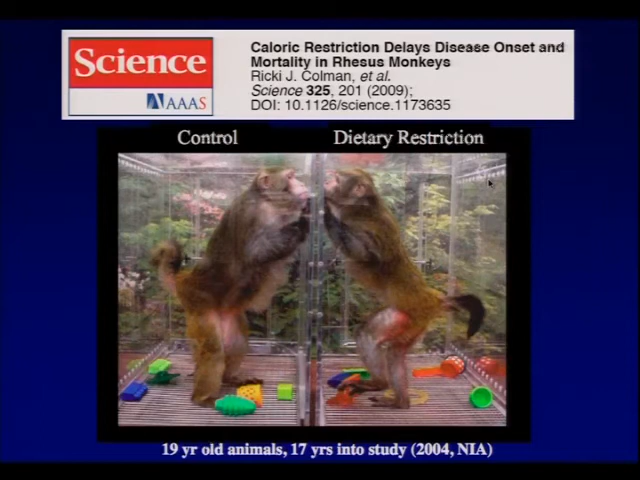 Science
AAAS
Caloric Restriction Delays Disease Onset and
Mortality in Rhesus Monkeys
Ricki J. Colman, et al.
Science 325, 201 (2009);
DOI: 10.1126/science.1173635
Control
Dietary Restriction
19 yr old animals, 17 yrs into study (2004, NIA)